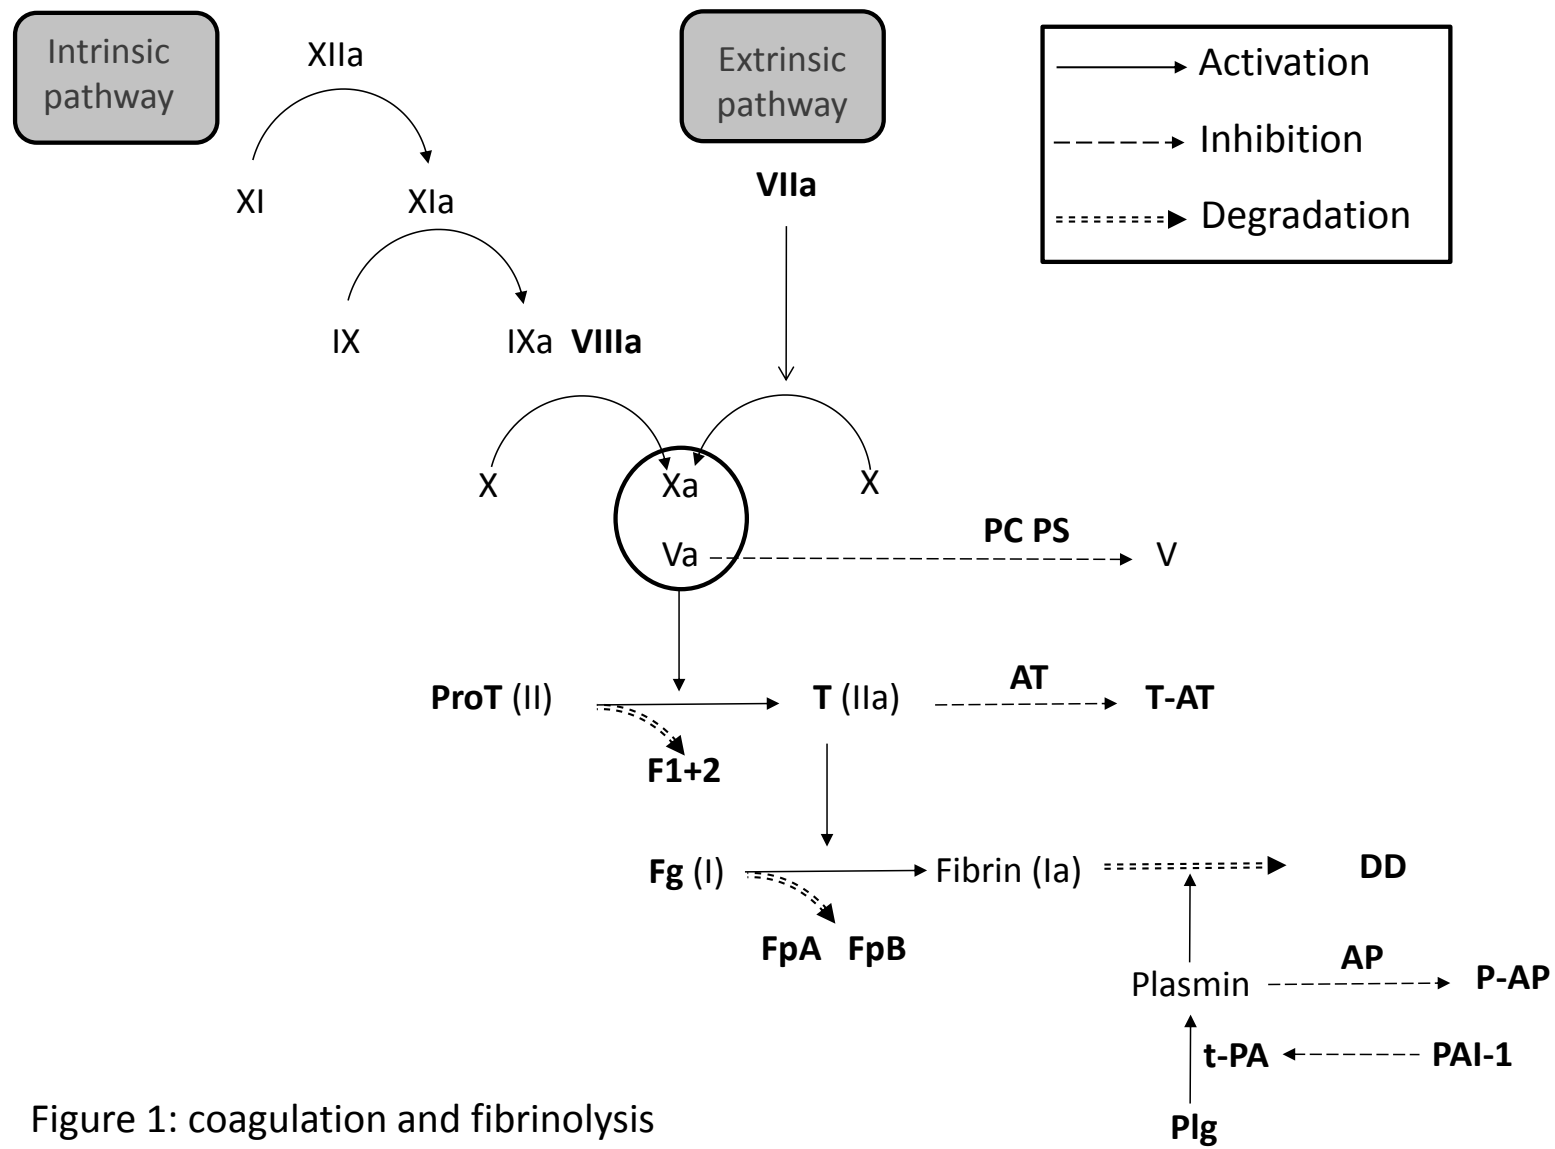 Intrinsic
pathway
XIIa
Extrinsic
pathway
Activation
Inhibition
Degradation
VIIa
XI
XIa
IX
IXa VIIIa
X
Xa
X
Va
PC PS
V
ProT (II)
T (IIa)
AT
T-AT
F1+2
Fg (I)
Fibrin (Ia)
DD
FpA FpB
Plasmin
AP
P-AP
t-PA
PAI-1
Plg
Figure 1: coagulation and fibrinolysis